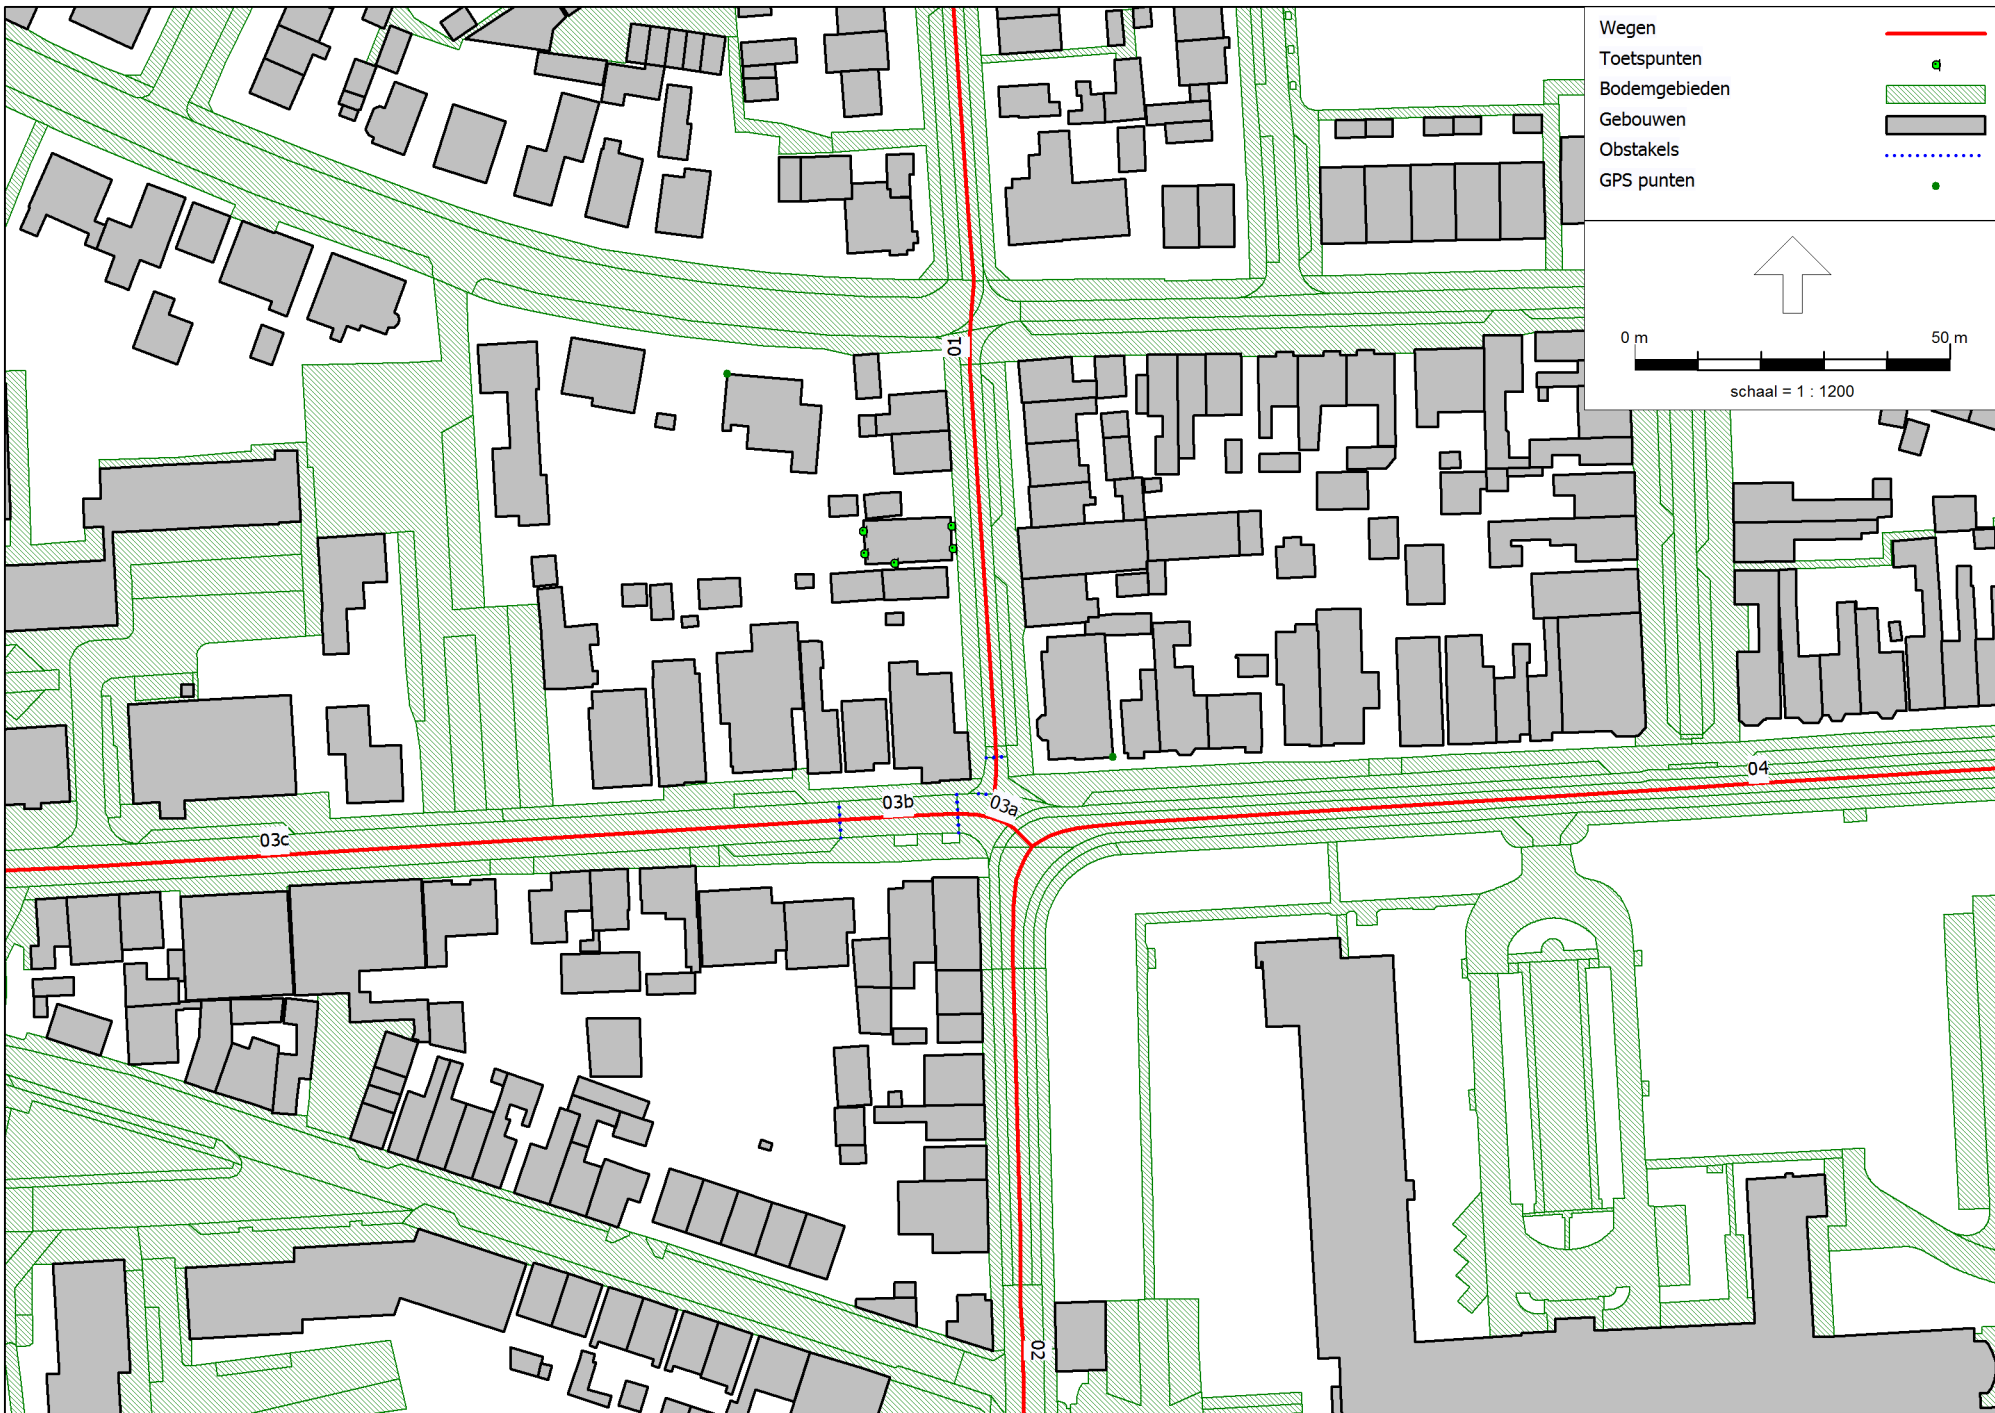 Wegen
Toetspunten
Bodemgebieden
Gebouwen
Obstakels
GPS punten
0 m 50 m
schaal = 1 : 1200
01
04
03b 03a
03c
02